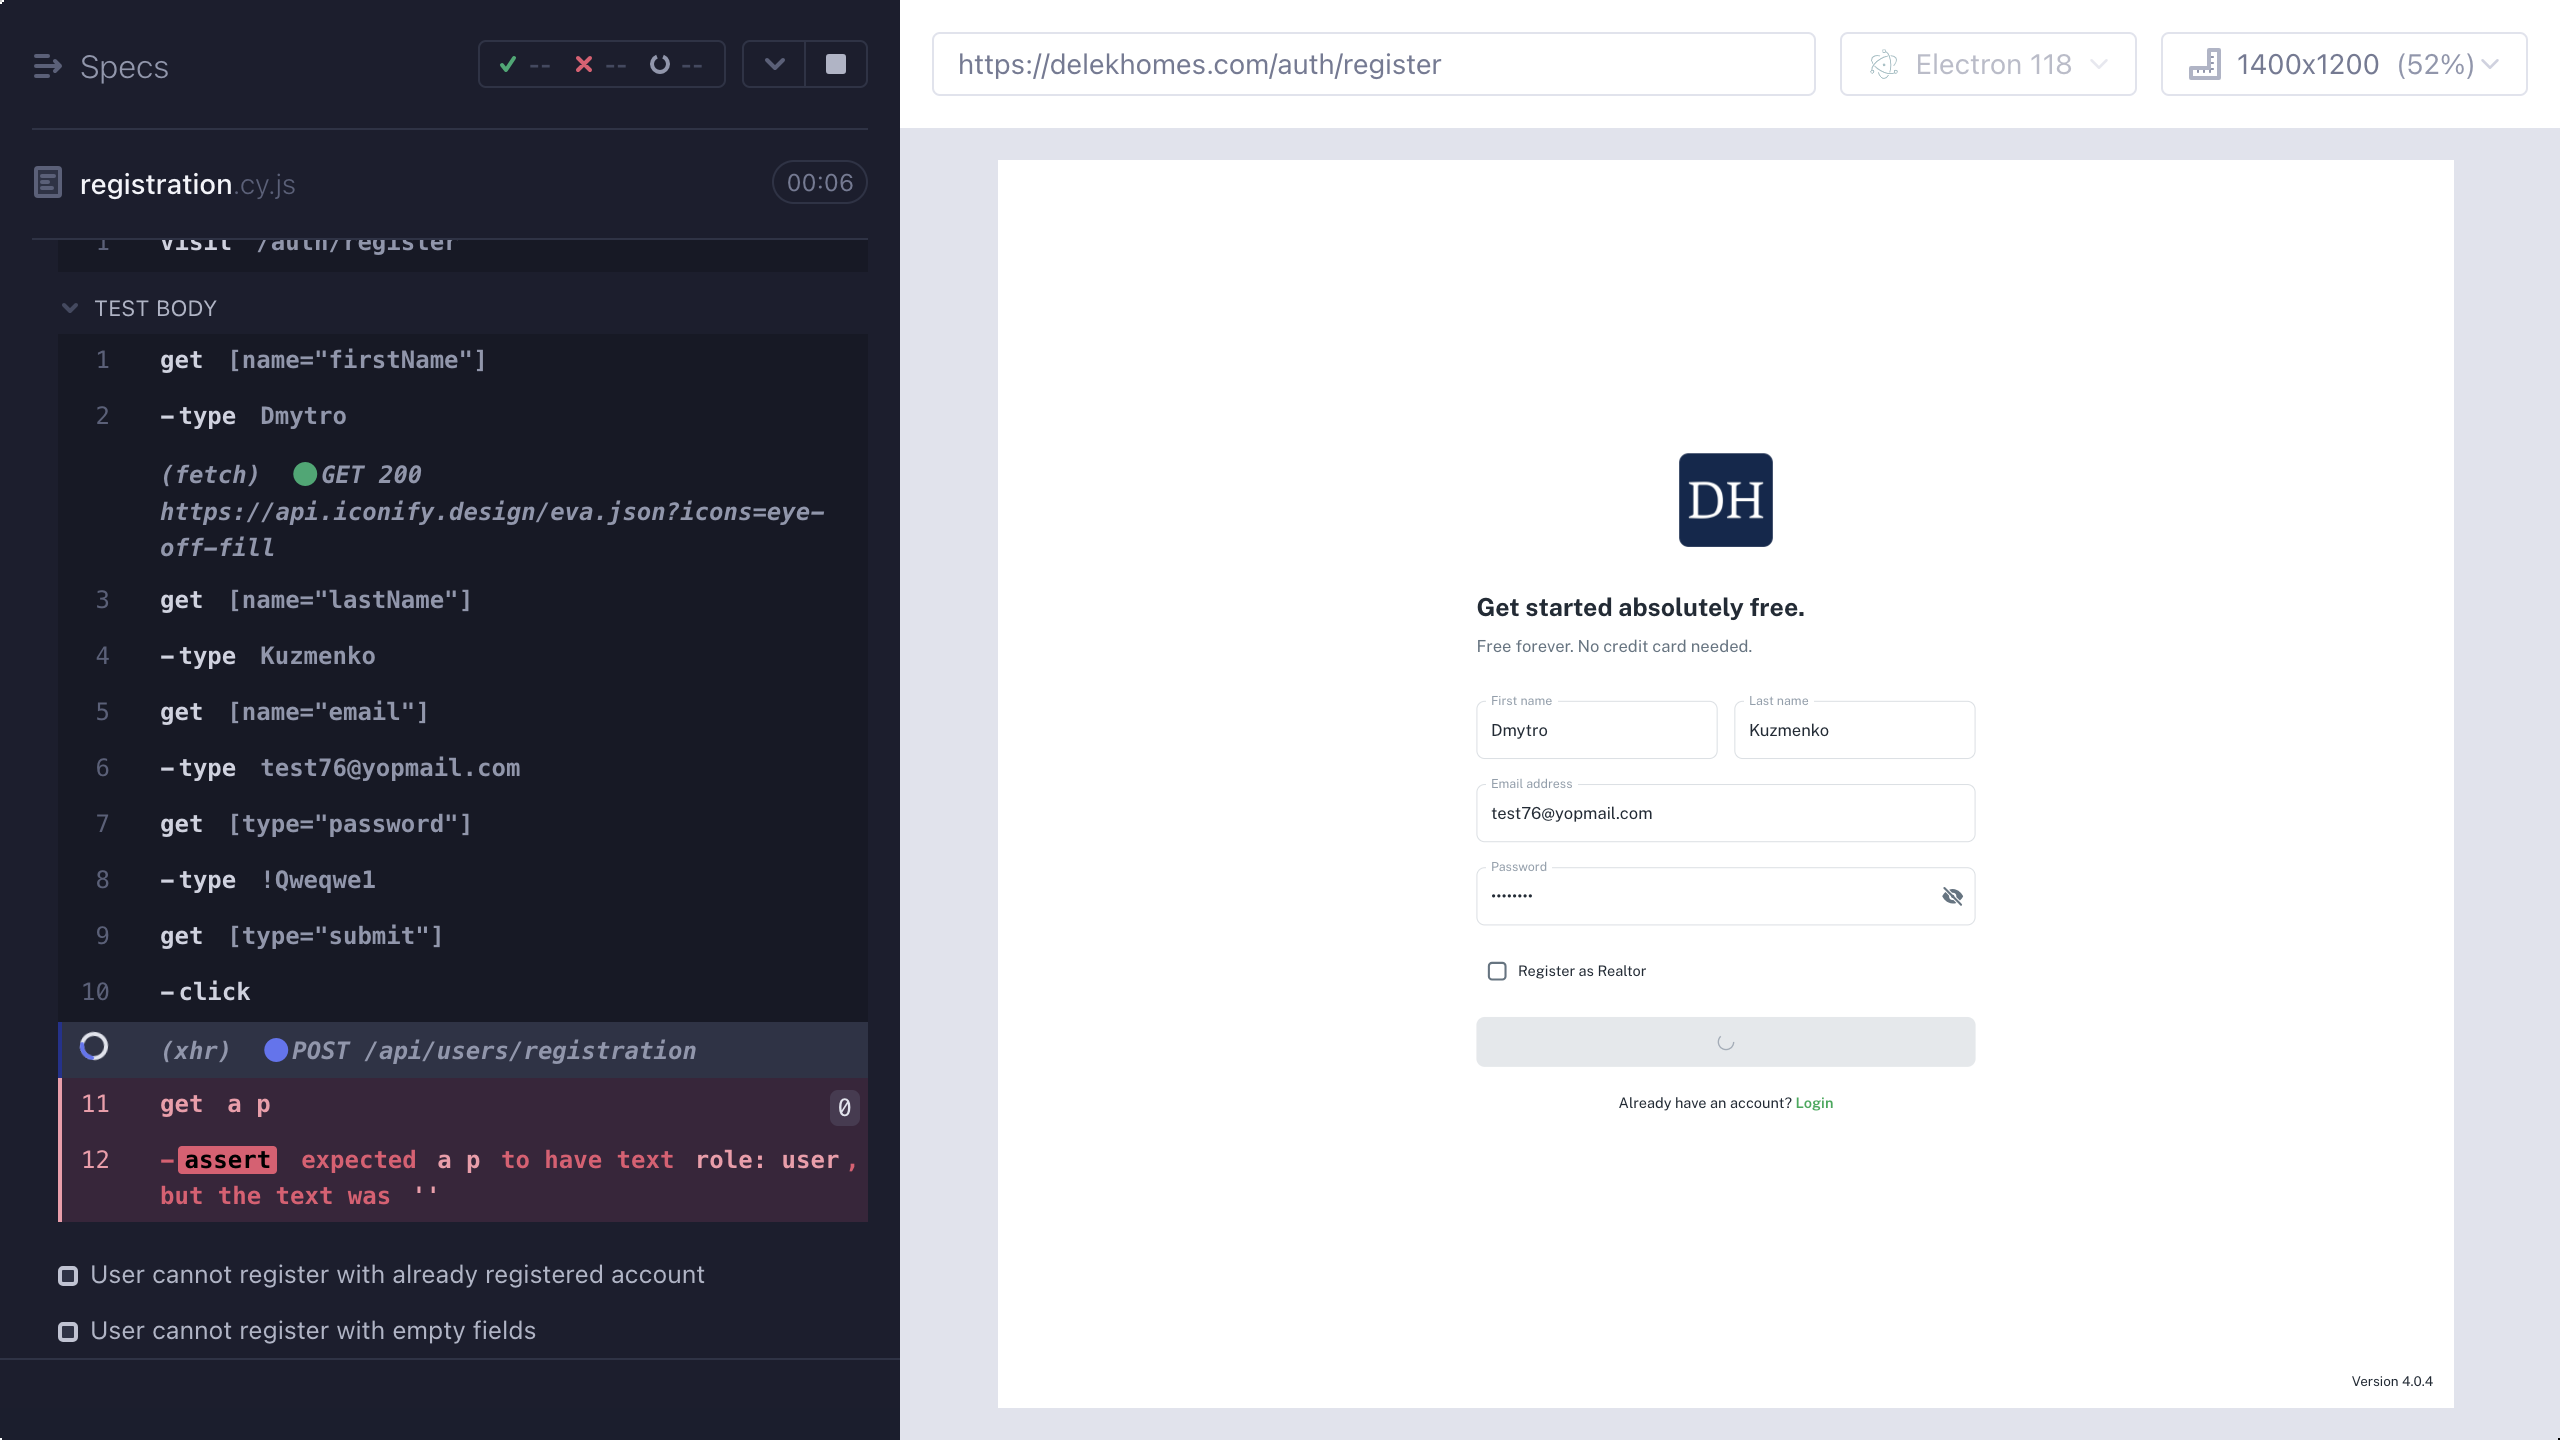 Specs
-- -- --
registration.cy.js
00:06
1 visit /auth/register
TEST BODY
1 get [name="firstName"]
2 -type Dmytro
(fetch) GET 200
https://api.iconify.design/eva.json?icons=eye-
off-fill
3 get [name="lastName"]
4 -type Kuzmenko
5 get [name="email"]
6 -type test76@yopmail.com
7 get [type="password"]
8 -type !Qweqwe1
9 get [type="submit"]
10 -click
(xhr) POST /api/users/registration
11 get a p 0
12 -assert expected a p to have text role: user,
but the text was ''
User cannot register with already registered account
User cannot register with empty fields
https://delekhomes.com/auth/register
Electron 118
1400x1200 (52%)
DH
Get started absolutely free.
Free forever. No credit card needed.
First name
Dmytro
Last name
Kuzmenko
Email address
test76@yopmail.com
Password
••••••••
Register as Realtor
Already have an account? Login
Version 4.0.4